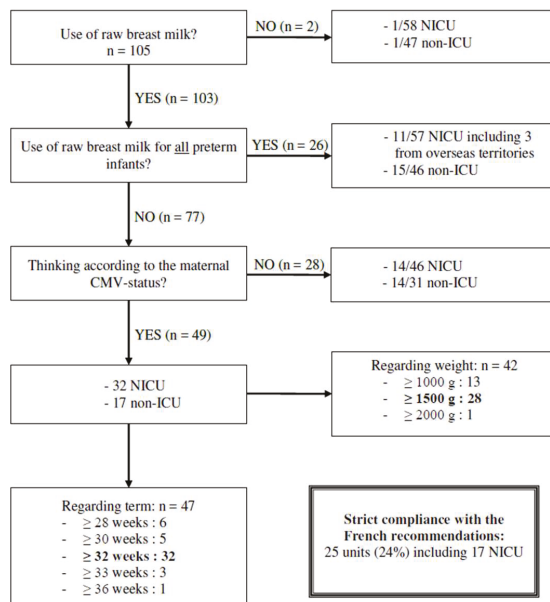 Use of raw breast milk?
n = 105
NO (n = 2)
- 1/58 NICU
- 1/47 non-ICU
YES (n = 103)
Use of raw breast milk for all preterm
infants?
YES (n = 26)
- 11/57 NICU including 3
from overseas territories
- 15/46 non-ICU
NO (n = 77)
Thinking according to the maternal
CMV-status?
NO (n = 28)
- 14/46 NICU
- 14/31 non-ICU
YES (n = 49)
- 32 NICU
- 17 non-ICU
Regarding weight: n = 42
- ≥ 1000 g : 13
- ≥ 1500 g : 28
- ≥ 2000 g : 1
Regarding term: n = 47
- ≥ 28 weeks : 6
- ≥ 30 weeks : 5
- ≥ 32 weeks : 32
- ≥ 33 weeks : 3
- ≥ 36 weeks : 1
Strict compliance with the
French recommendations:
25 units (24%) including 17 NICU